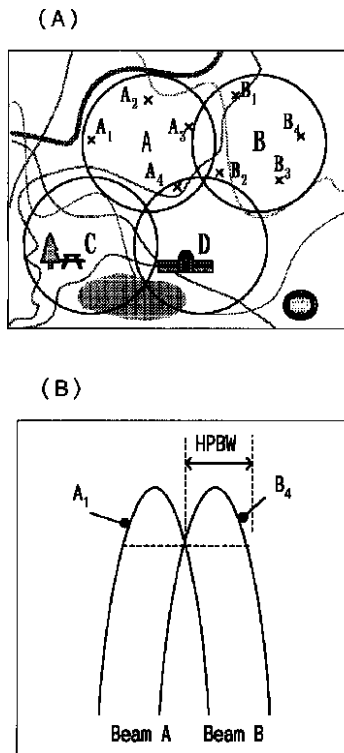 (A)
A2 B1
A1 A A3 B B4
A4 B2 B3
C D
(B)
HPBW
A1 B4
Beam A Beam B